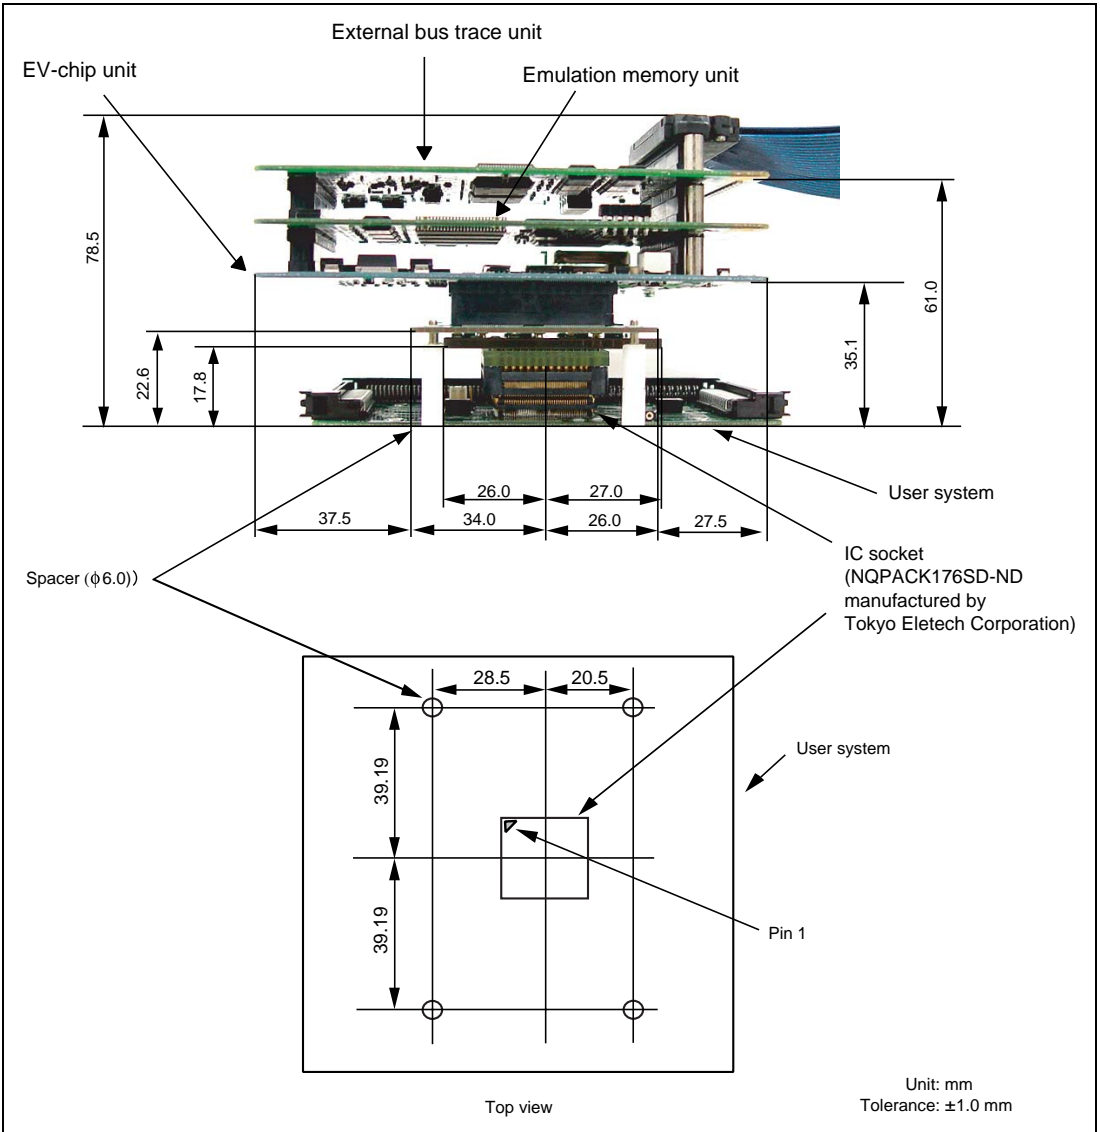 External bus trace unit
EV-chip unit
Emulation memory unit
78.5
22.6
17.8
35.1
61.0
26.0
27.0
37.5
34.0
26.0
27.5
User system
IC socket
(NQPACK176SD-ND
manufactured by
Tokyo Eletech Corporation)
Spacer (ϕ6.0))
28.5
20.5
39.19
User system
39.19
Pin 1
Unit: mm
Top view
Tolerance: ±1.0 mm